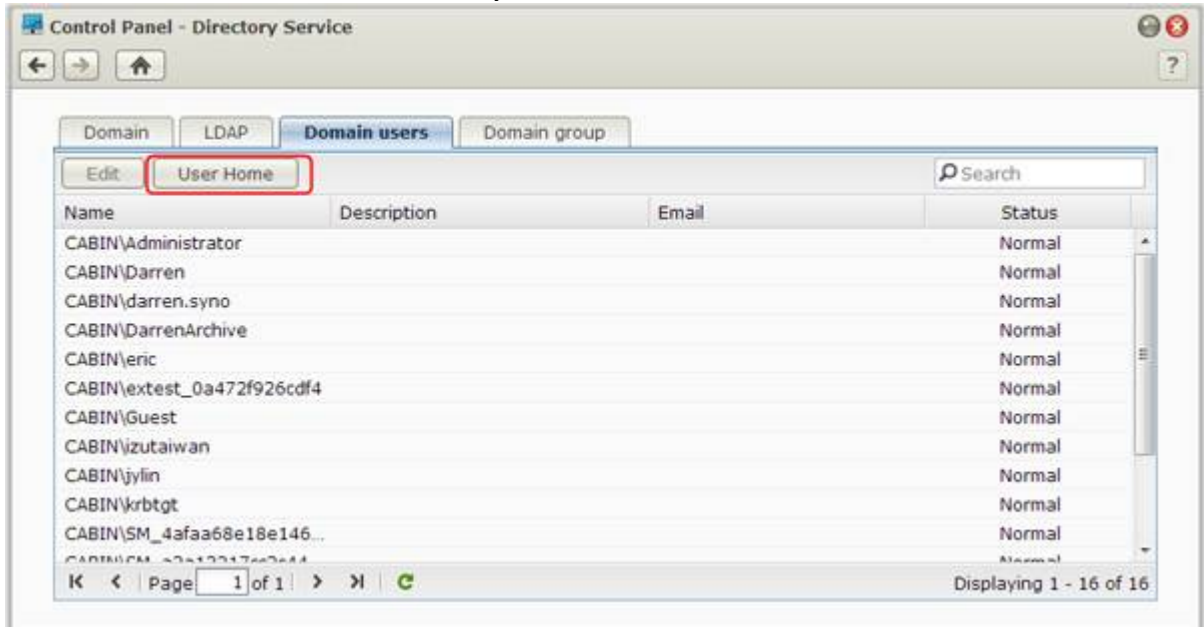 Control Panel - Directory Service
?
Domain LDAP Domain users Domain group
Edit User Home Search
Name Description Email Status
CABIN\Administrator Normal
CABIN\Darren Normal
CABIN\darren.syno Normal
CABIN\DarrenArchive Normal
CABIN\eric Normal
CABIN\extest_0a472f926cdf4 Normal
CABIN\Guest Normal
CABIN\izutaiwan Normal
CABIN\jylin Normal
CABIN\krbtgt Normal
CABIN\SM_4afaa68e18e146... Normal
Normal
Page 1 of 1 Displaying 1 - 16 of 16